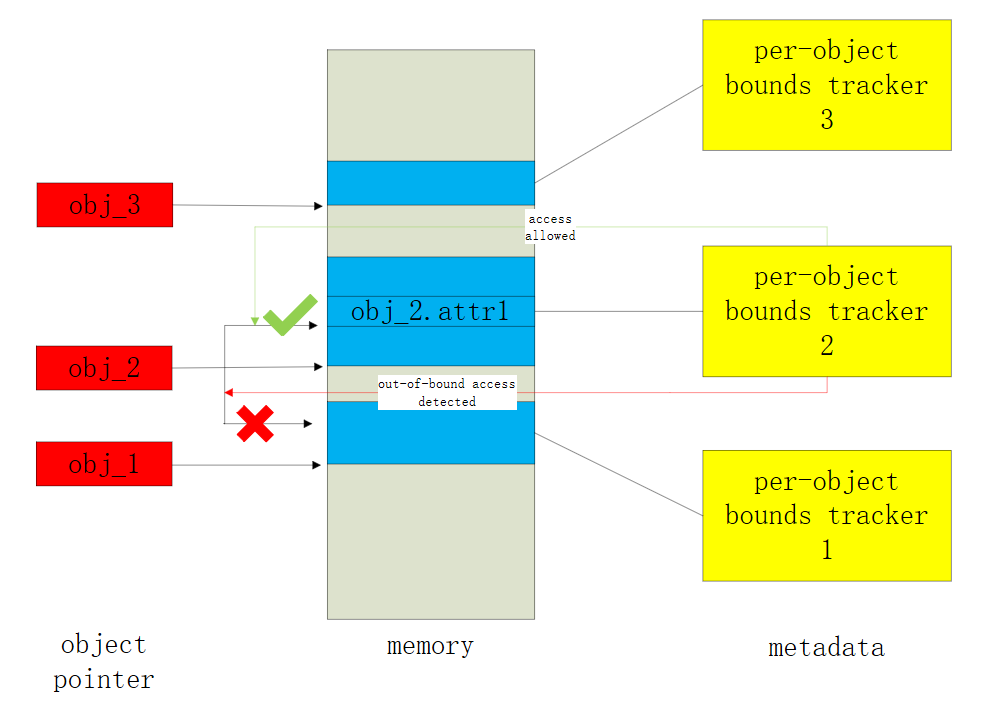 per-object
bounds tracker
3
obj_3
access
allowed
per-object
bounds tracker
2
obj_2.attr1
obj_2
out-of-bound access
detected
obj_1
per-object
bounds tracker
1
object
pointer
memory
metadata